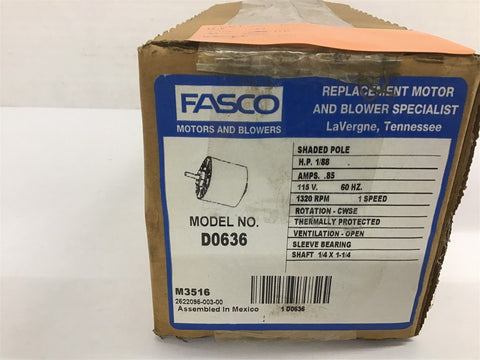 FASCO
MOTORS AND BLOWERS
REPLACEMENT MOTOR
AND BLOWER SPECIALIST
LaVergne, Tennessee
MODEL NO.
D0636
SHADED POLE
H.P. 1/88
AMPS. .85
115 V. 60 HZ.
1320 RPM 1 SPEED
ROTATION - CWSE
THERMALLY PROTECTED
VENTILATION - OPEN
SLEEVE BEARING
SHAFT 1/4 X 1-1/4
M3516
2622086-003-00
Assembled In Mexico
1 D0636